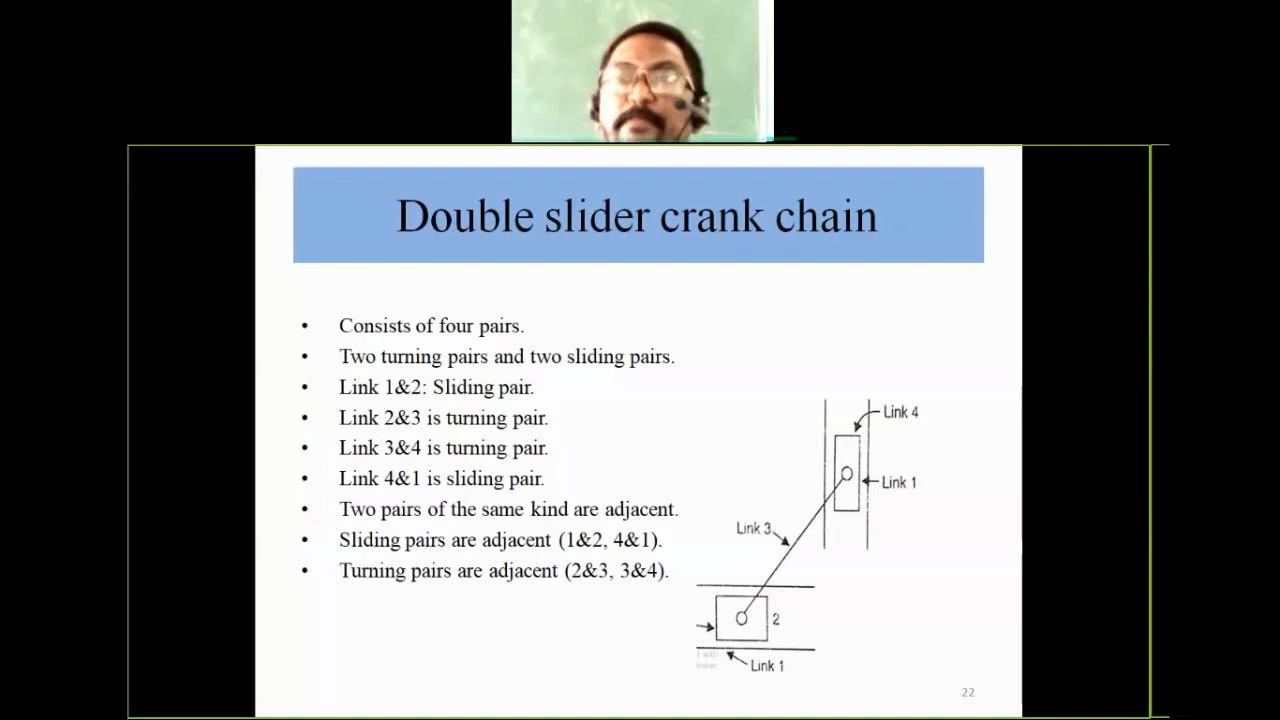 Double slider crank chain
• Consists of four pairs.
• Two turning pairs and two sliding pairs.
• Link 1&2: Sliding pair.
• Link 2&3 is turning pair.
• Link 3&4 is turning pair.
• Link 4&1 is sliding pair.
• Two pairs of the same kind are adjacent.
• Sliding pairs are adjacent (1&2, 4&1).
• Turning pairs are adjacent (2&3, 3&4).
Link 4
Link 1
Link 3
2
Link 1
22